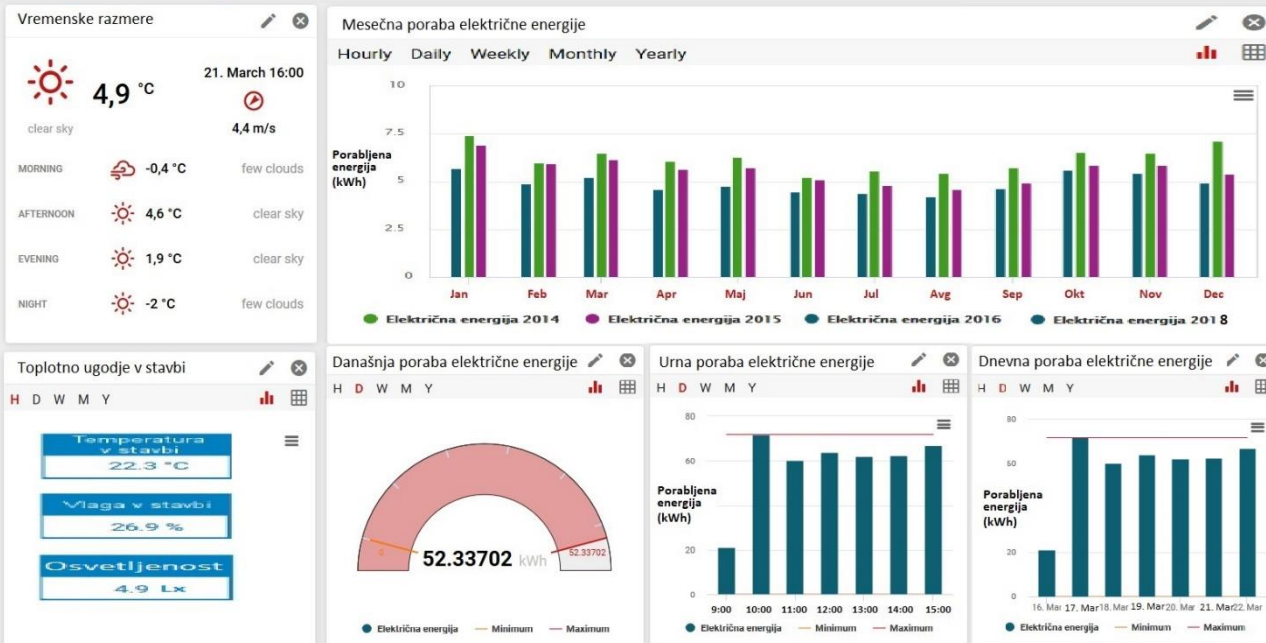 Vremenske razmere
4,9 °C
21. March 16:00
clear sky
4,4 m/s
MORNING -0,4 °C few clouds
AFTERNOON 4,6 °C clear sky
EVENING 1,9 °C clear sky
NIGHT -2 °C few clouds
Mesečna poraba električne energije
Hourly Daily Weekly Monthly Yearly
10
7.5
5
2.5
0
Porabljena
energija
(kWh)
Jan Feb Mar Apr Maj Jun Jul Avg Sep Okt Nov Dec
Električna energija 2014 Električna energija 2015 Električna energija 2016 Električna energija 2018
Toplotno ugodje v stavbi
H D W M Y
Temperatura
v stavbi
22.3 °C
Vlaga v stavbi
26.9 %
Osvetljenost
4.9 Lx
Današnja poraba električne energije
H D W M Y
0
52.33702 kWh
52.33702
Električna energija Minimum Maximum
Urna poraba električne energije
H D W M Y
80
60
20
0
Porabljena
energija
(kWh)
9:00 10:00 11:00 12:00 13:00 14:00 15:00
Električna energija Minimum Maximum
Dnevna poraba električne energije
H D W M Y
80
60
20
0
Porabljena
energija
(kWh)
16. Mar 17. Mar 18. Mar 19. Mar 20. Mar 21. Mar 22. Mar
Električna energija Minimum Maximum